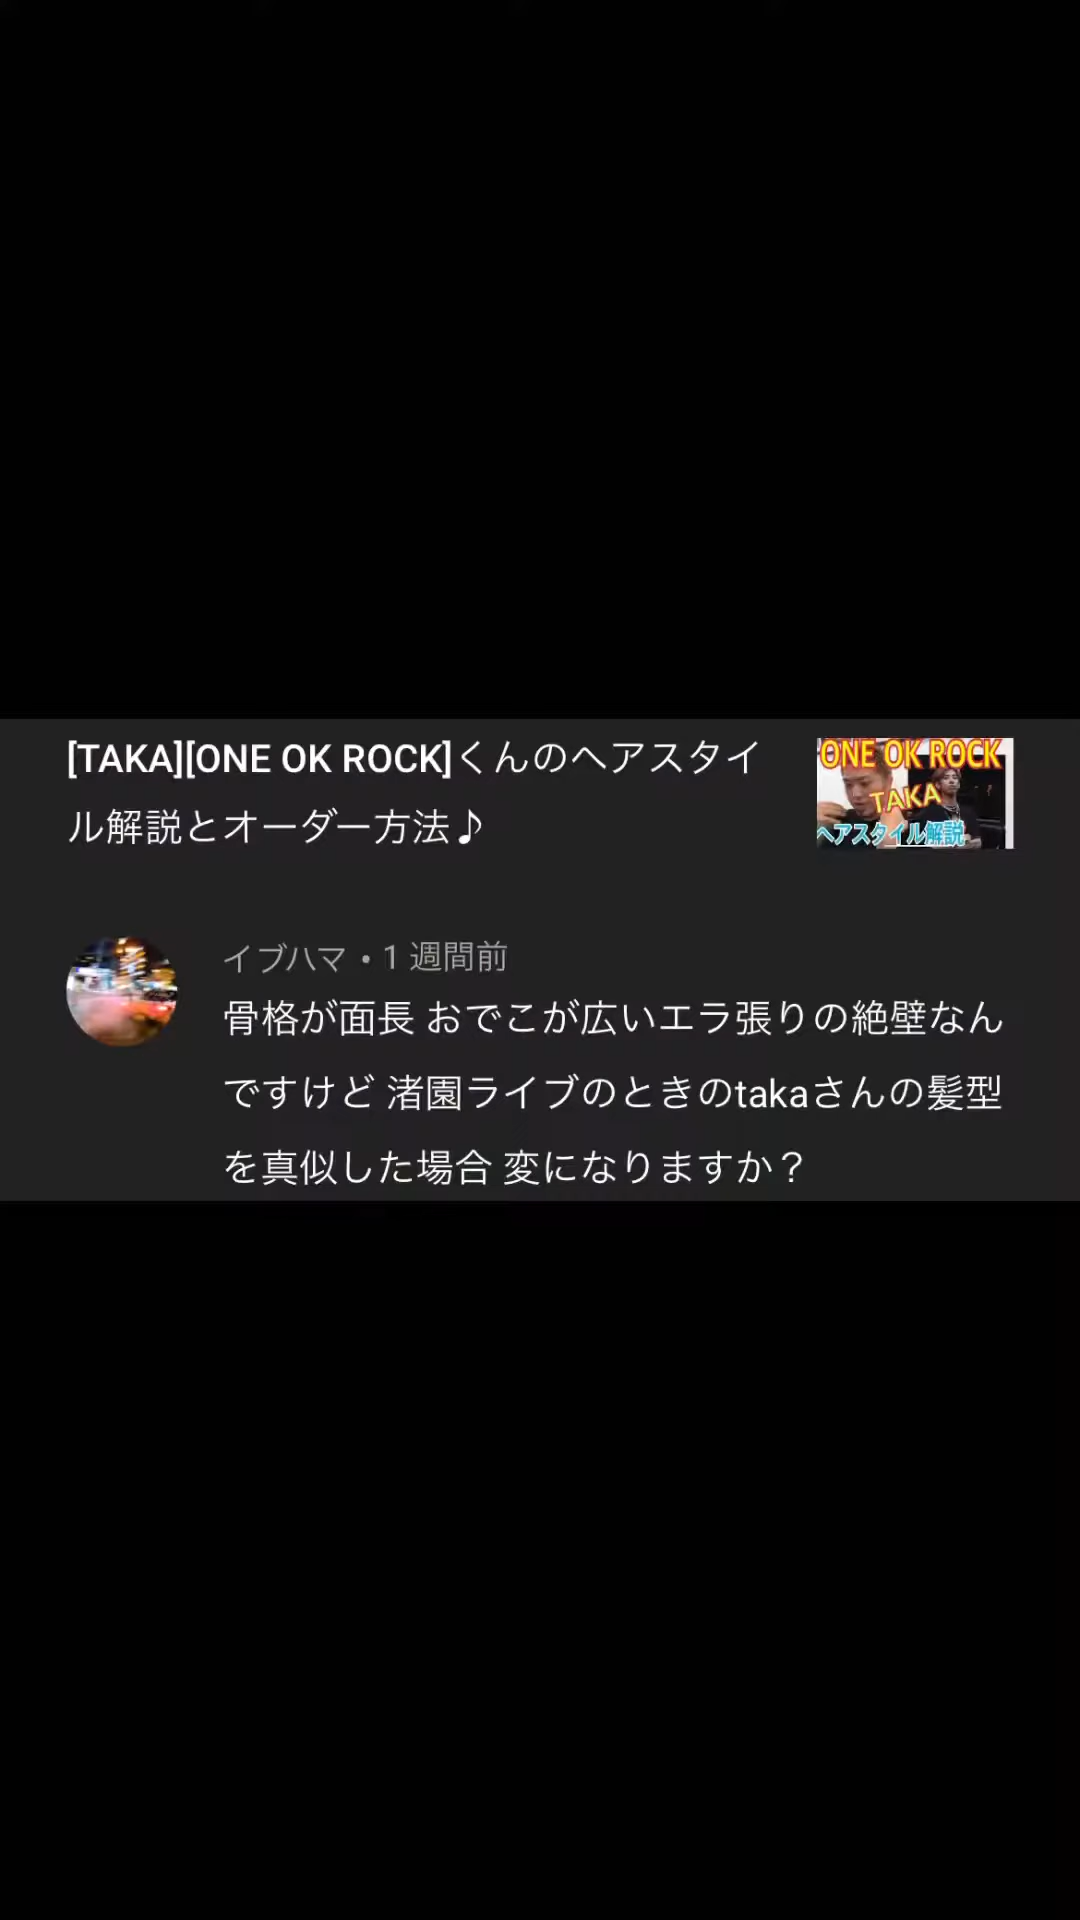 [TAKA][ONE OK ROCK]くんのヘアスタイ
ル解説とオーダー方法♪
ONE OK ROCK
TAKA
ヘアスタイル解説
イブハマ・1 週間前
骨格が面長 おでこが広いエラ張りの絶壁なん
ですけど 渚園ライブのときのtakaさんの髪型
を真似した場合 変になりますか？